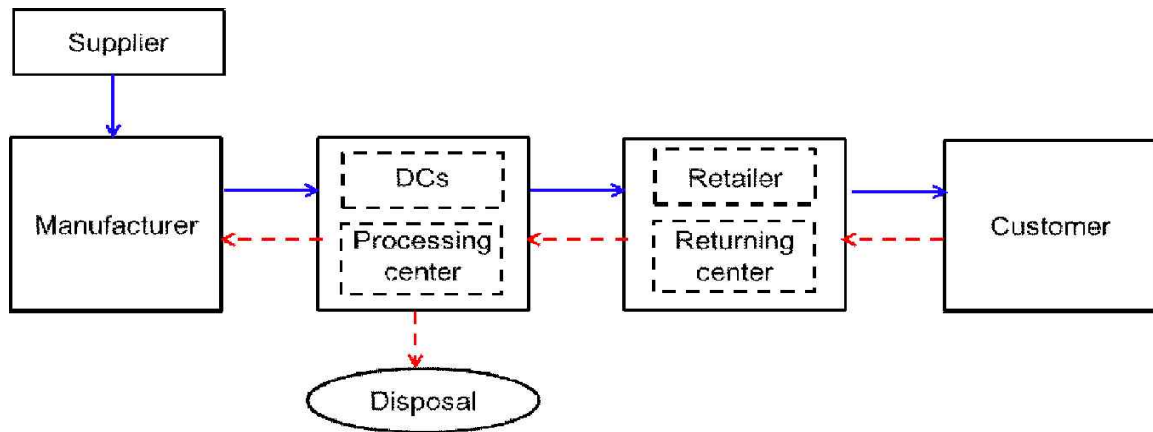 Supplier
Manufacturer
DCs
Processing
center
Retailer
Returning
center
Customer
Disposal